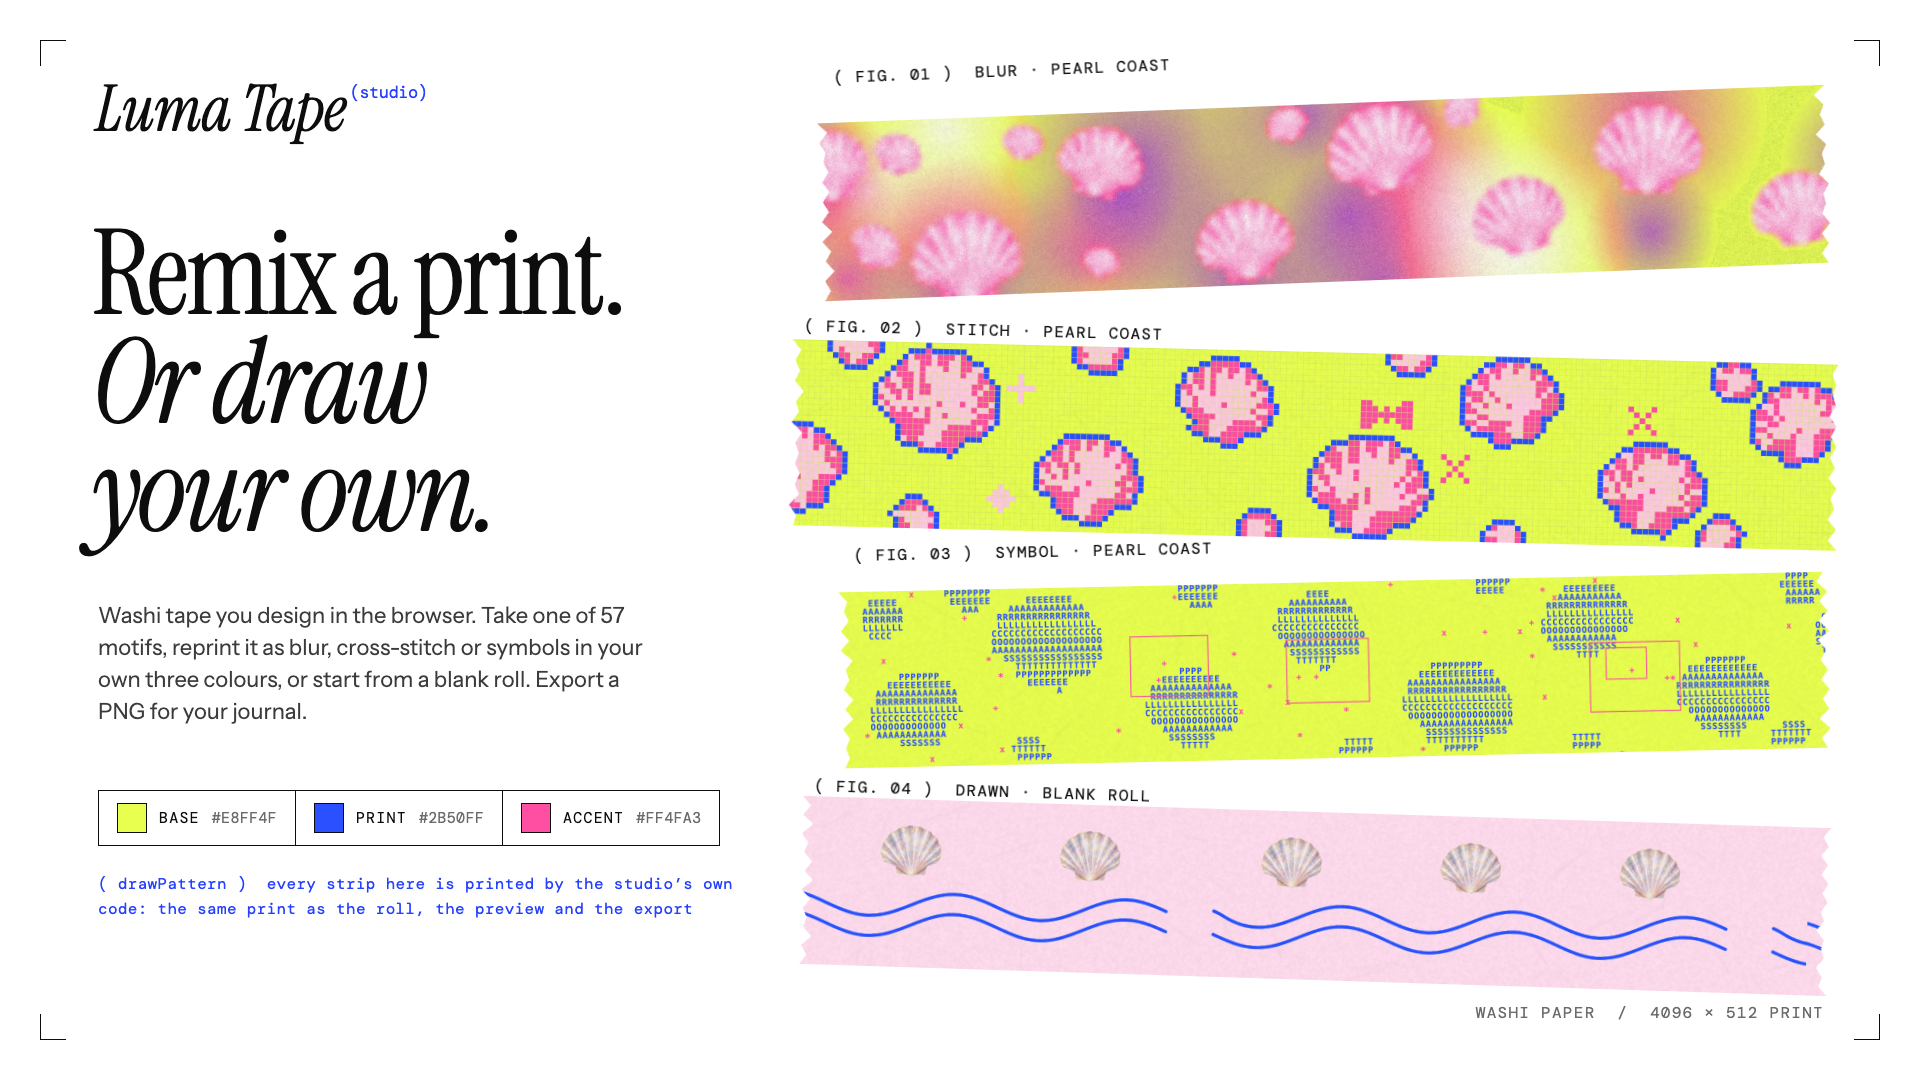 Luma Tape (studio)
Remix a print.
Or draw
your own.
Washi tape you design in the browser. Take one of 57
motifs, reprint it as blur, cross-stitch or symbols in your
own three colours, or start from a blank roll. Export a
PNG for your journal.
BASE #E8FF4F PRINT #2B50FF ACCENT #FF4FA3
( drawPattern ) every strip here is printed by the studio’s own
code: the same print as the roll, the preview and the export
( FIG. 01 ) BLUR · PEARL COAST
( FIG. 02 ) STITCH · PEARL COAST
( FIG. 03 ) SYMBOL · PEARL COAST
( FIG. 04 ) DRAWN · BLANK ROLL
WASHI PAPER / 4096 × 512 PRINT